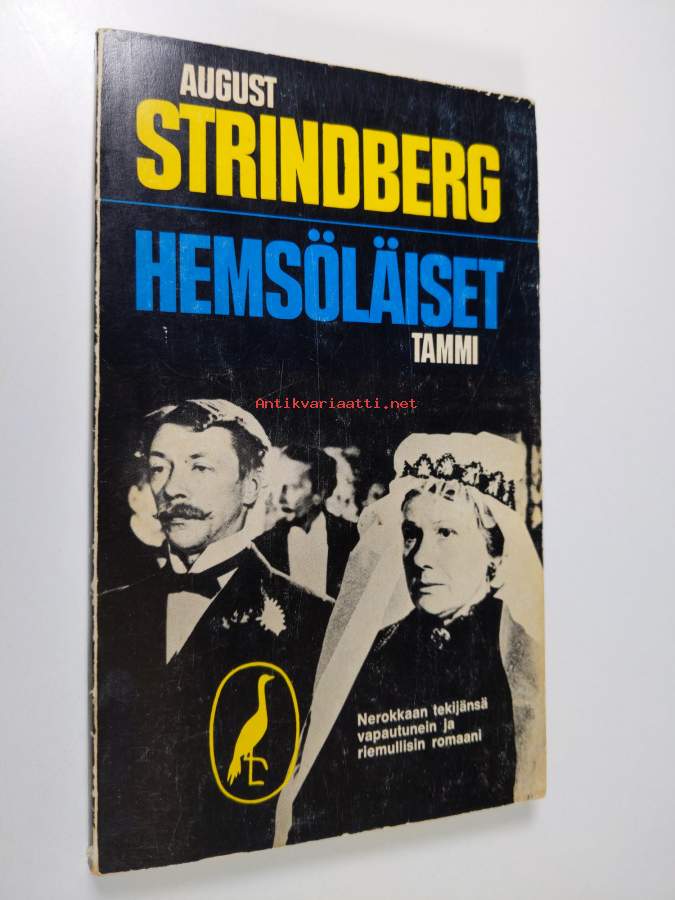 AUGUST
STRINDBERG
HEMSÖLÄISET
TAMMI
Antikvariaatti.net
Nerokkaan tekijänsä
vapautunein ja
riemullisin romaani